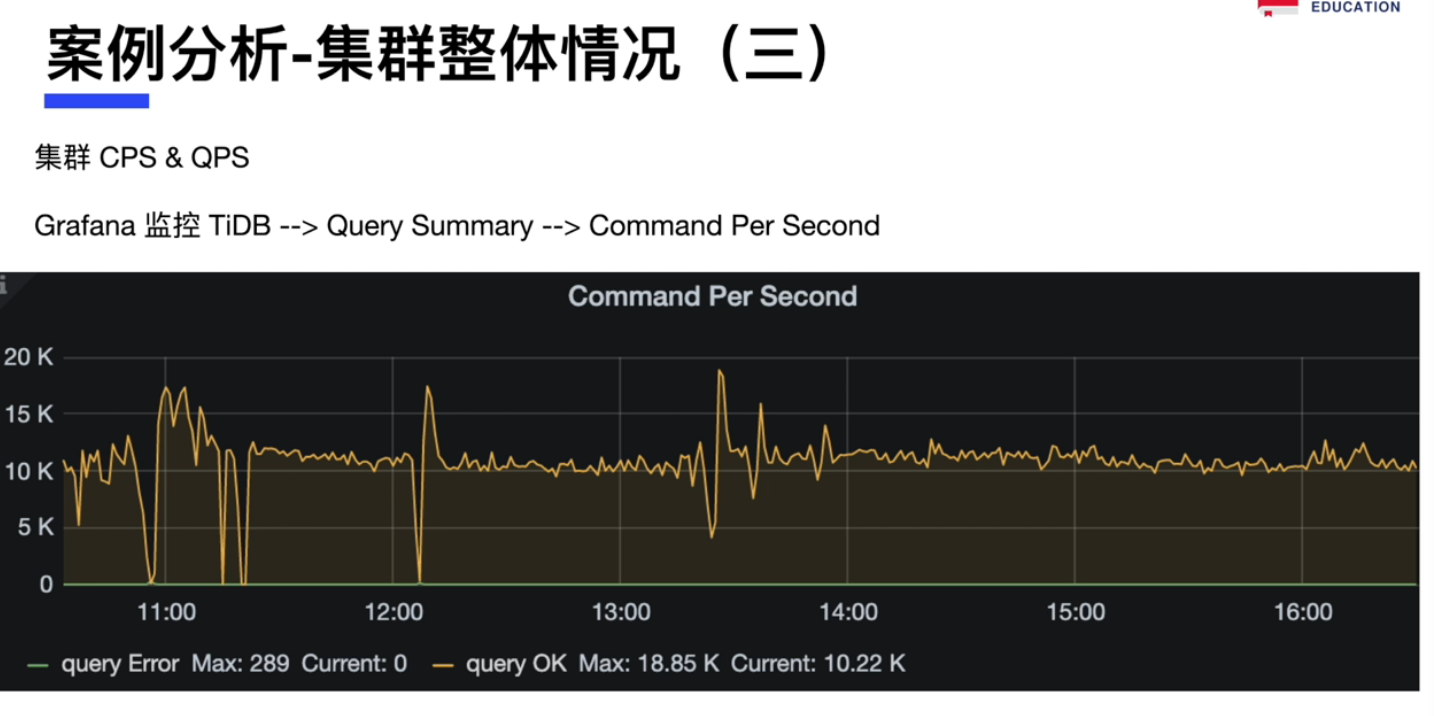 EDUCATION
案例分析-集群整体情况（三）
集群 CPS & QPS
Grafana 监控 TiDB --> Query Summary --> Command Per Second
i
Command Per Second
20 K
15 K
10 K
5 K
0
11:00 12:00 13:00 14:00 15:00 16:00
query Error Max: 289 Current: 0 query OK Max: 18.85 K Current: 10.22 K